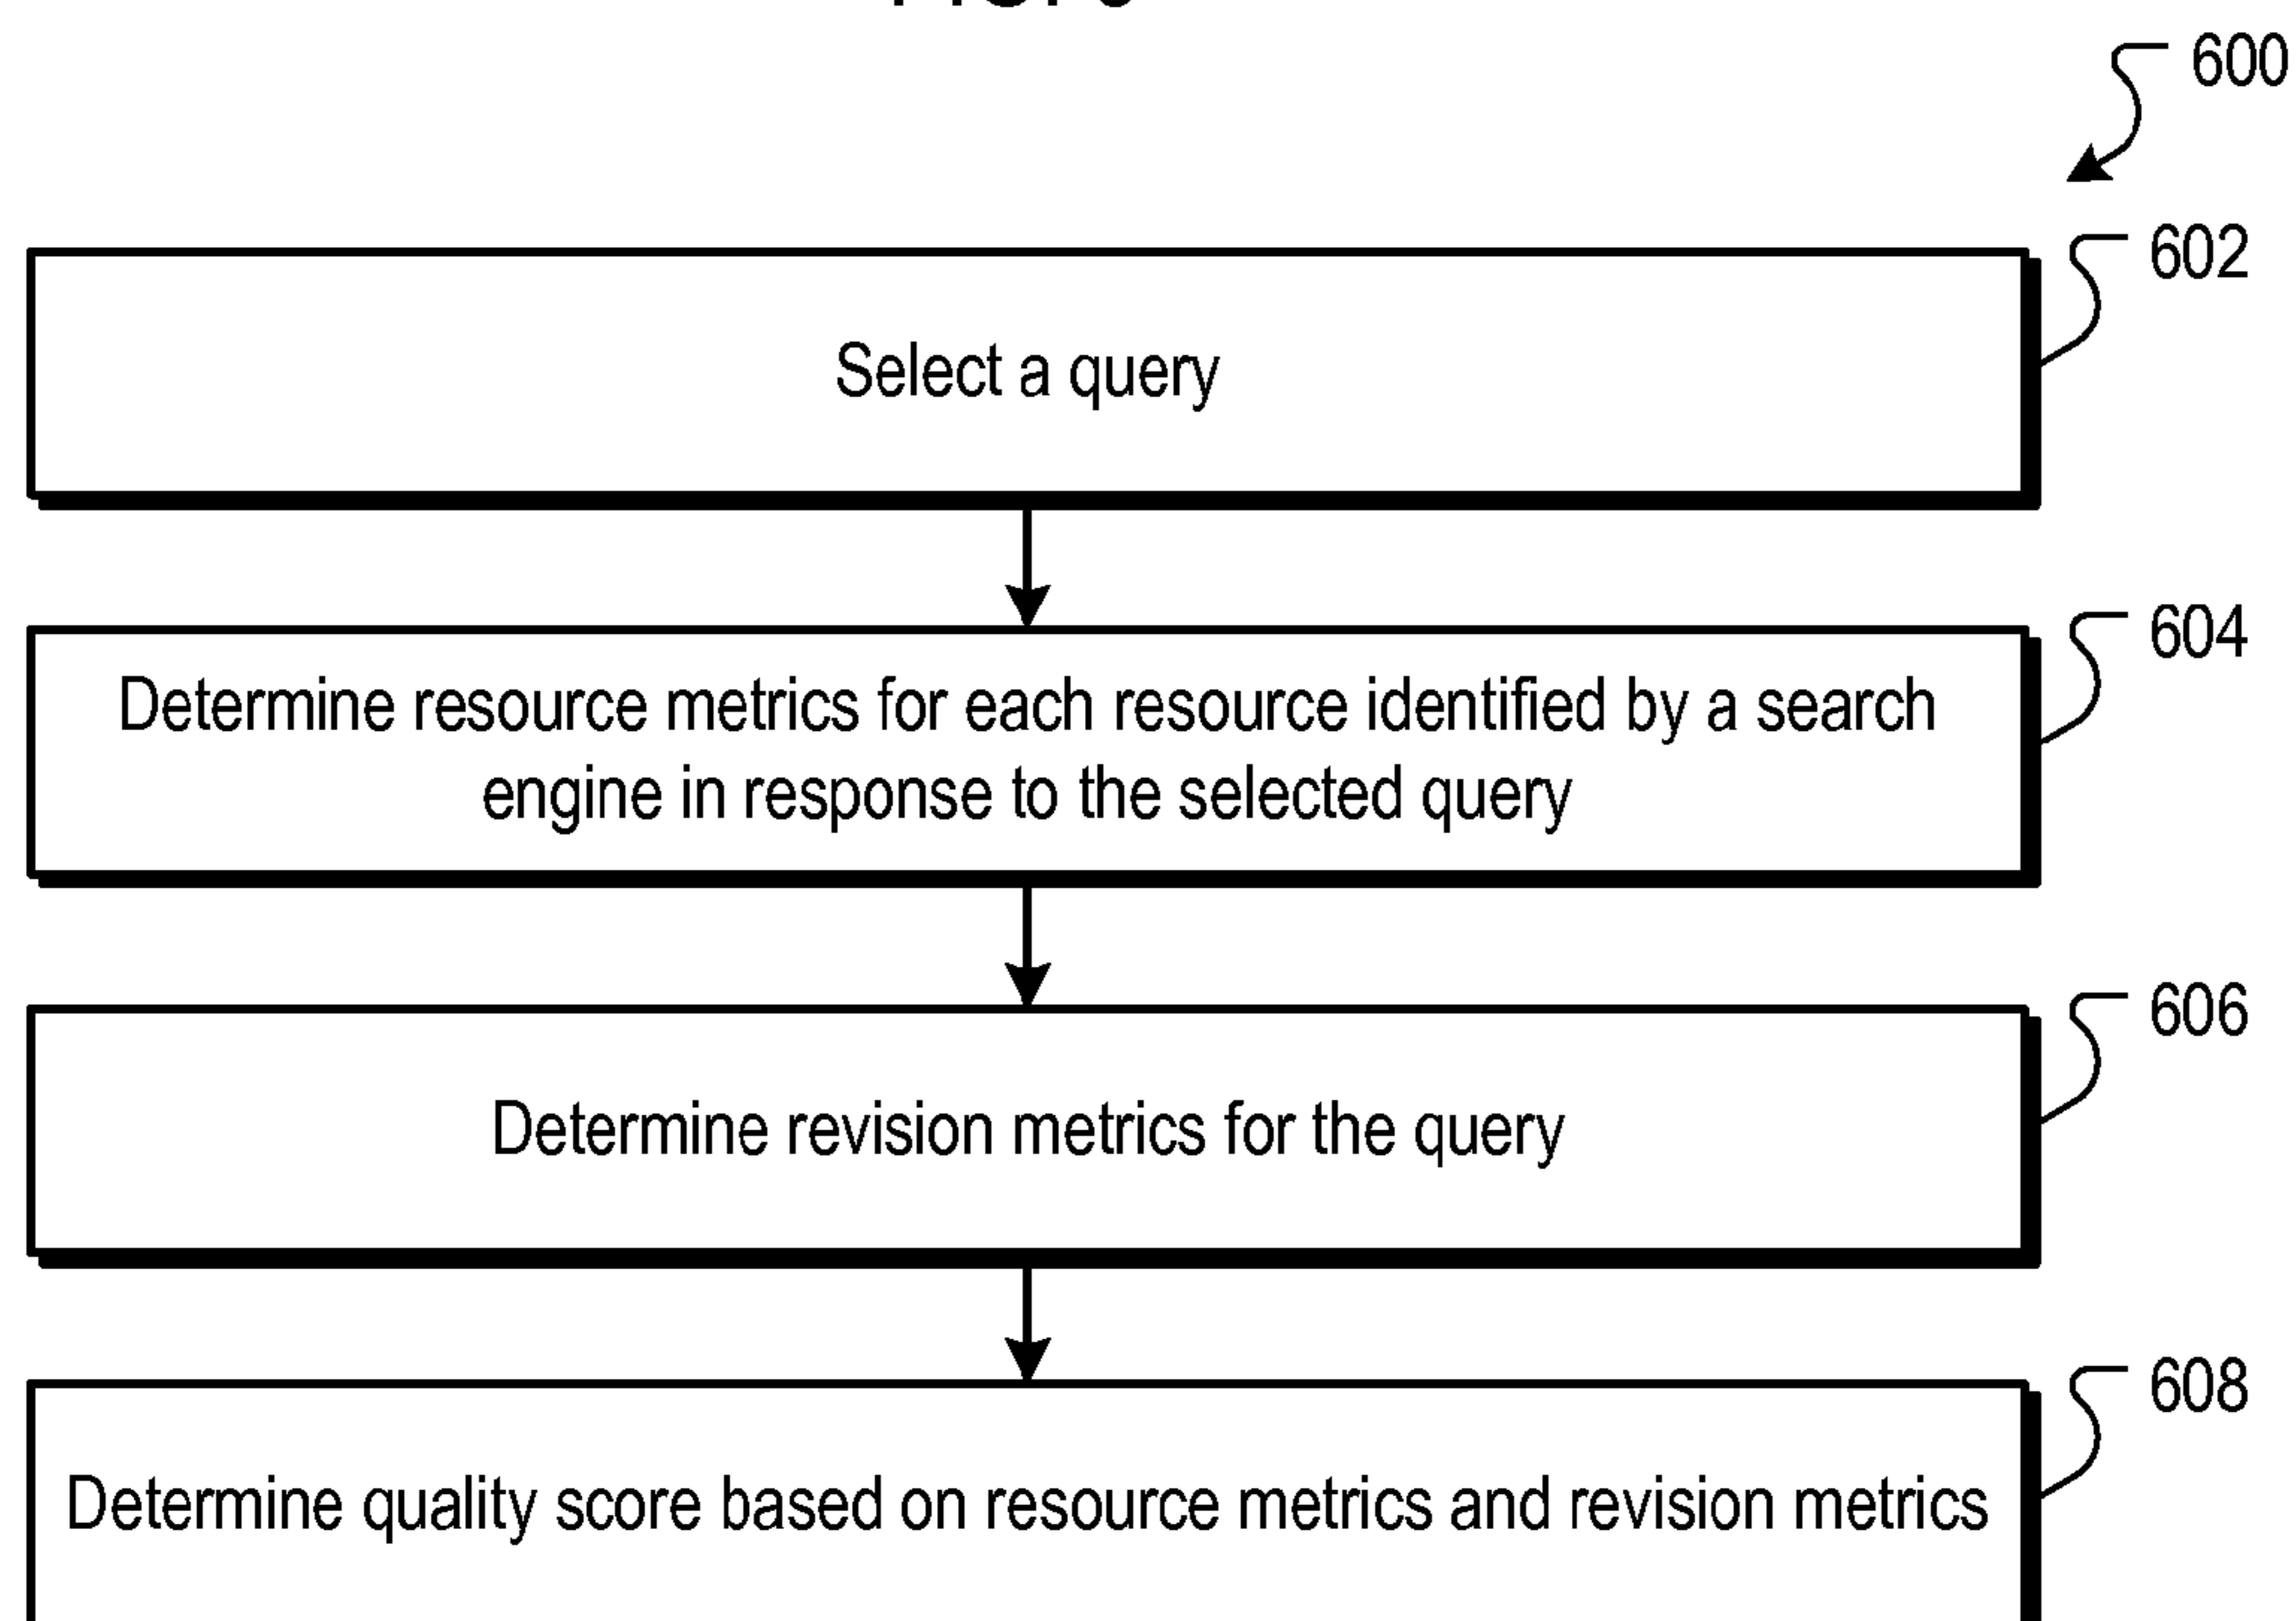 600
602
Select a query
604
Determine resource metrics for each resource identified by a search
engine in response to the selected query
606
Determine revision metrics for the query
608
Determine quality score based on resource metrics and revision metrics